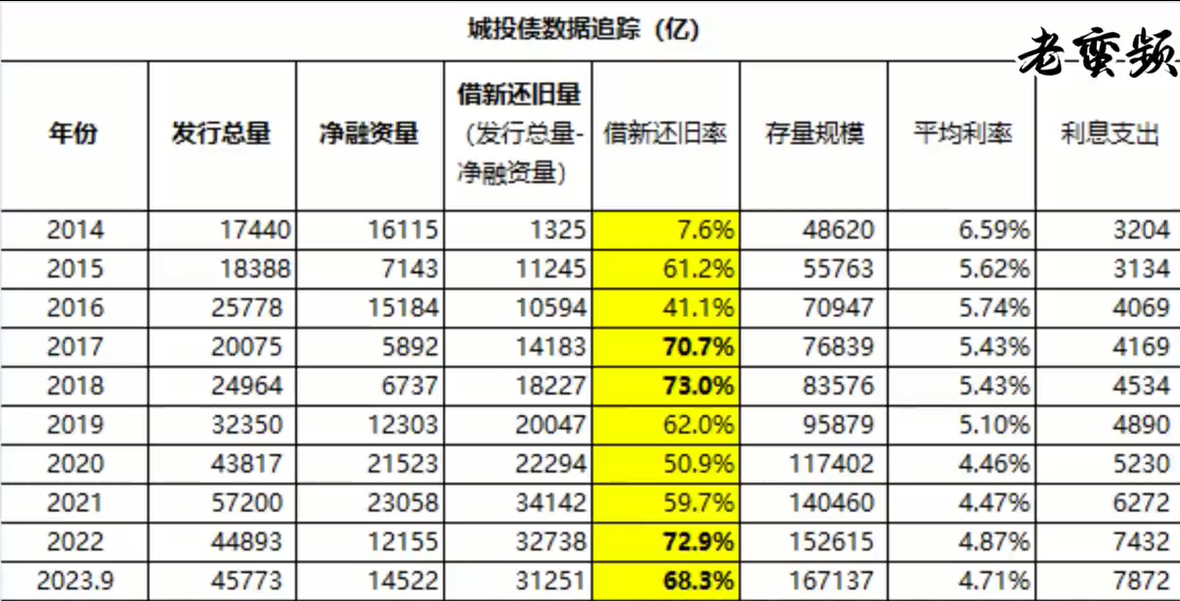 城投债数据追踪（亿）
老蛮频
年份 发行总量 净融资量 借新还旧量（发行总量-净融资量） 借新还旧率 存量规模 平均利率 利息支出
2014 17440 16115 1325 7.6% 48620 6.59% 3204
2015 18388 7143 11245 61.2% 55763 5.62% 3134
2016 25778 15184 10594 41.1% 70947 5.74% 4069
2017 20075 5892 14183 70.7% 76839 5.43% 4169
2018 24964 6737 18227 73.0% 83576 5.43% 4534
2019 32350 12303 20047 62.0% 95879 5.10% 4890
2020 43817 21523 22294 50.9% 117402 4.46% 5230
2021 57200 23058 34142 59.7% 140460 4.47% 6272
2022 44893 12155 32738 72.9% 152615 4.87% 7432
2023.9 45773 14522 31251 68.3% 167137 4.71% 7872